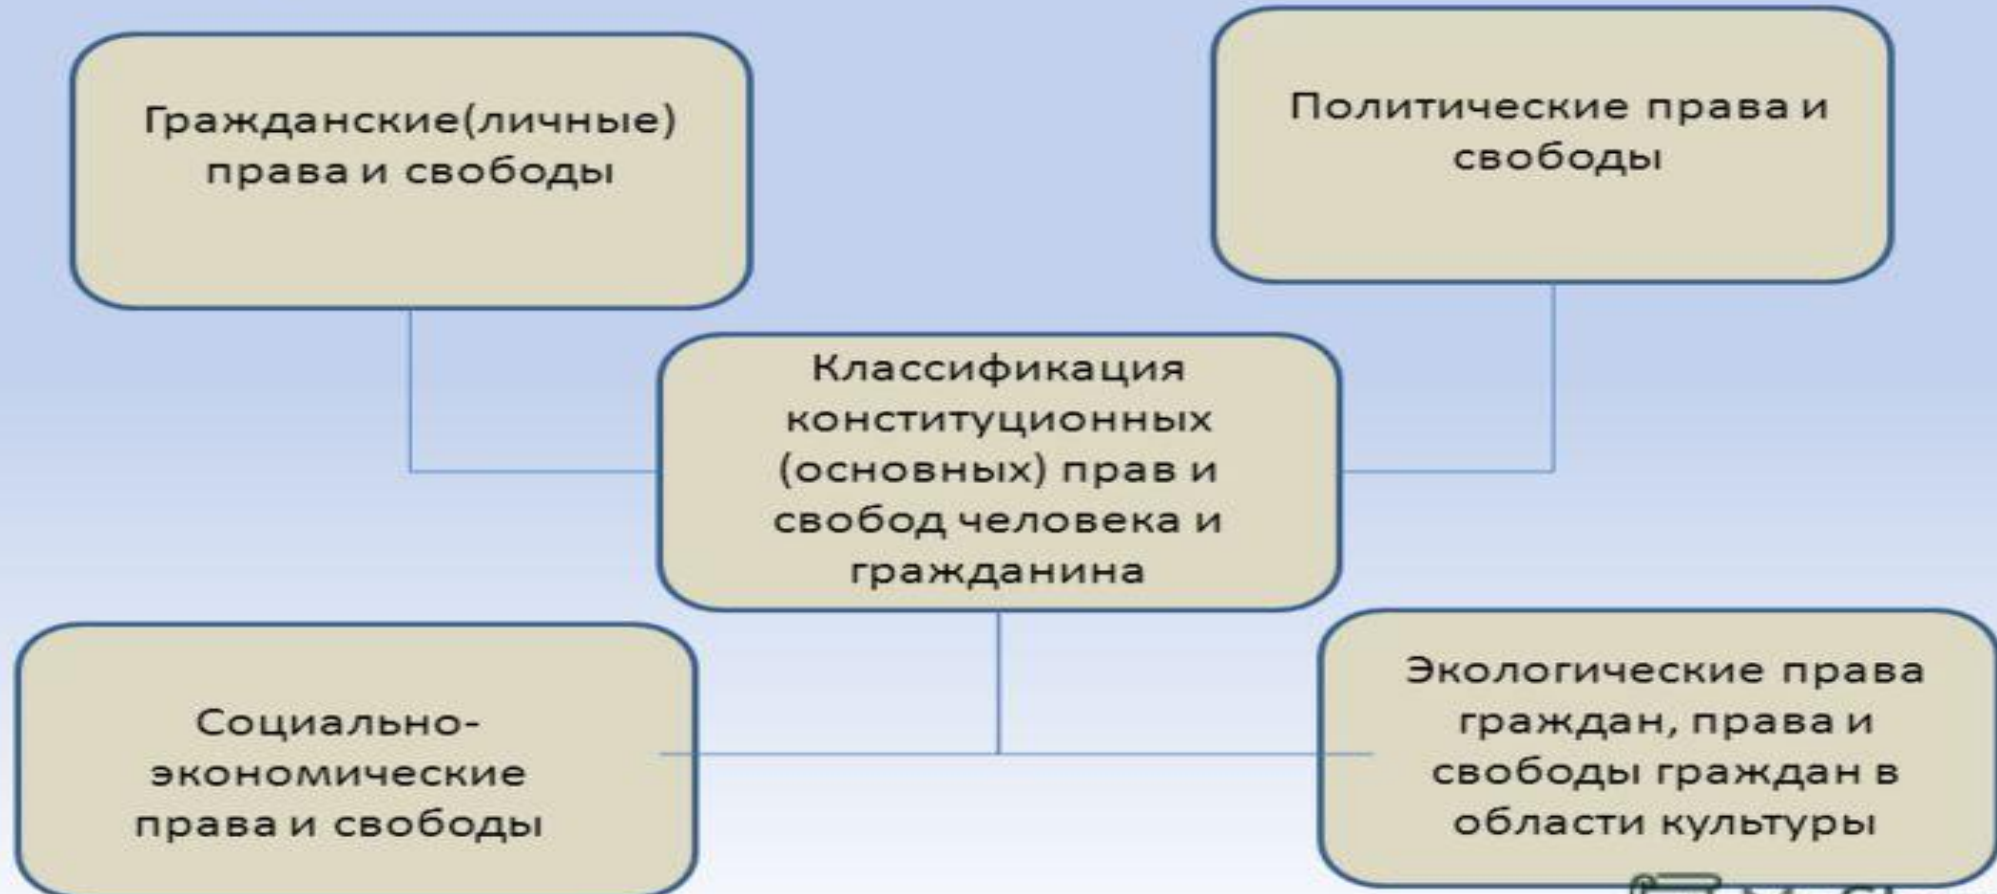 Гражданские(личные)
права и свободы
Политические права и
свободы
Классификация
конституционных
(основных) прав и
свобод человека и
гражданина
Социально-
экономические
права и свободы
Экологические права
граждан, права и
свободы граждан в
области культуры